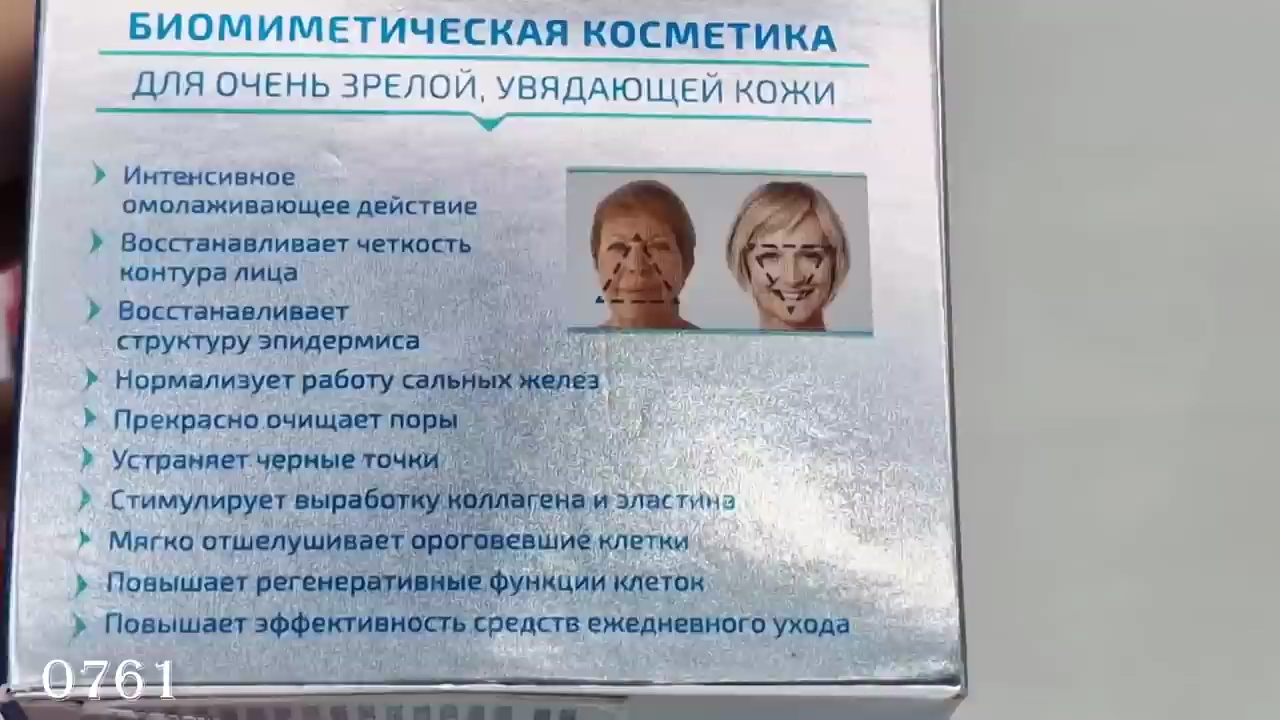 БИОМИМЕТИЧЕСКАЯ КОСМЕТИКА
ДЛЯ ОЧЕНЬ ЗРЕЛОЙ, УВЯДАЮЩЕЙ КОЖИ
Интенсивное
омолаживающее действие
Восстанавливает четкость
контура лица
Восстанавливает
структуру эпидермиса
Нормализует работу сальных желез
Прекрасно очищает поры
Устраняет черные точки
Стимулирует выработку коллагена и эластина
Мягко отшелушивает ороговевшие клетки
Повышает регенеративные функции клеток
Повышает эффективность средств ежедневного ухода
0761